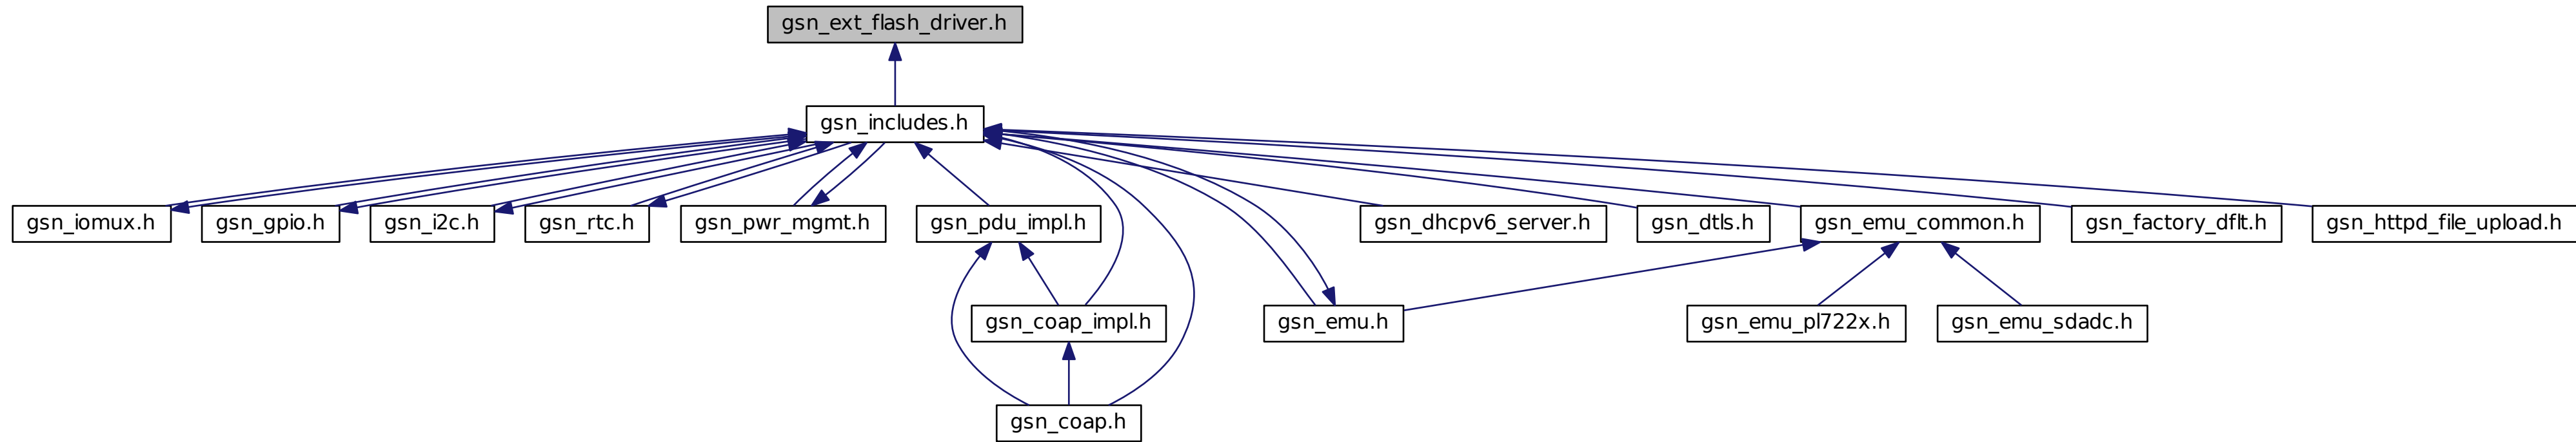 gsn_ext_flash_driver.h
gsn_includes.h
gsn_iomux.h
gsn_gpio.h
gsn_i2c.h
gsn_rtc.h
gsn_pwr_mgmt.h
gsn_pdu_impl.h
gsn_dhcpv6_server.h
gsn_dtls.h
gsn_emu_common.h
gsn_factory_dflt.h
gsn_httpd_file_upload.h
gsn_coap_impl.h
gsn_emu.h
gsn_emu_pl722x.h
gsn_emu_sdadc.h
gsn_coap.h